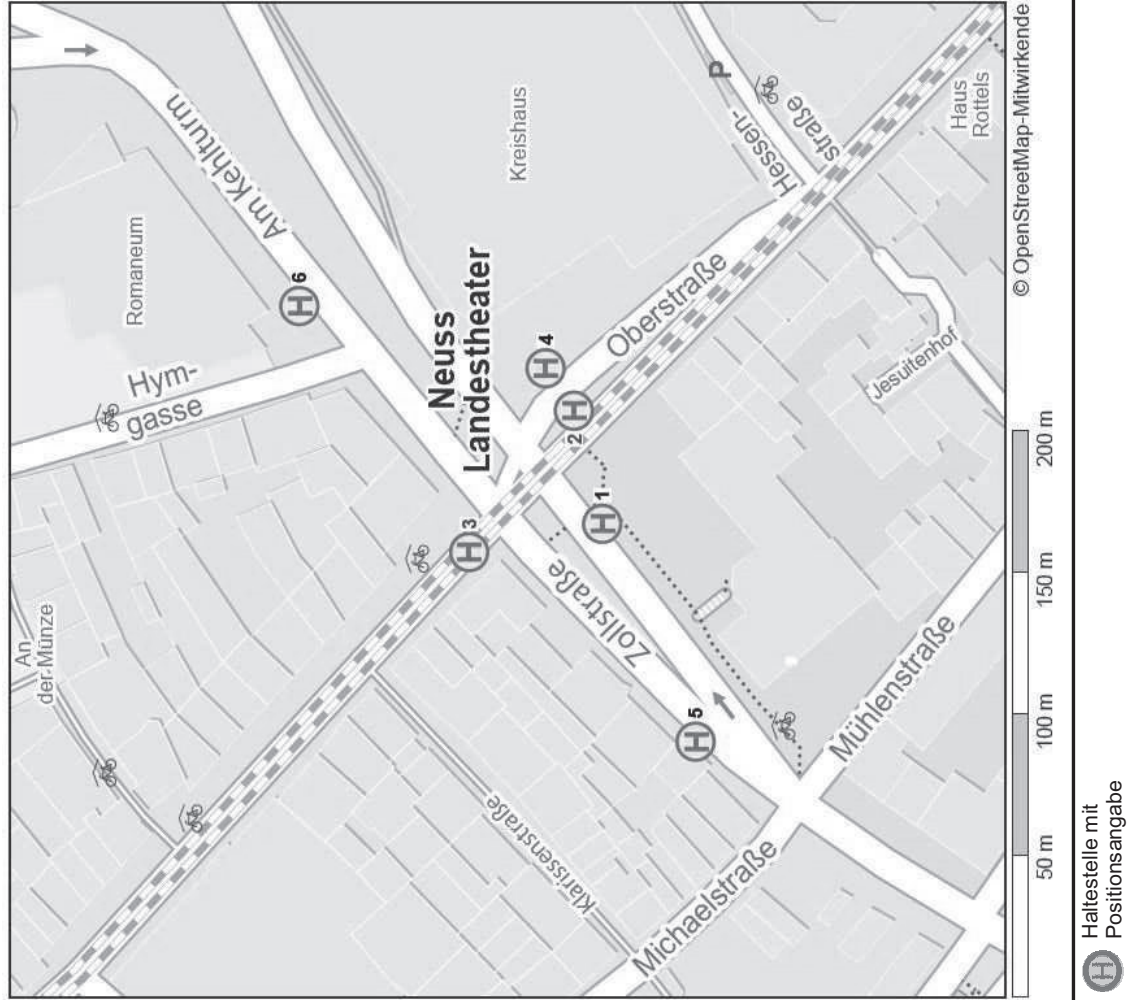 An
der Münze
Hym-
gasse
Romaneum
Am Kehlturm
H 6
Neuss
Landestheater
Kreishaus
H 3
H 4
H 2
H 1
Oberstraße
Hessen-
straße
P
Haus
Rottels
Jesuitenhof
Zollstraße
H 5
Klarissenstraße
Michaelstraße
Mühlenstraße
50 m
100 m
150 m
200 m
© OpenStreetMap-Mitwirkende
H
Haltestelle mit
Positionsangabe